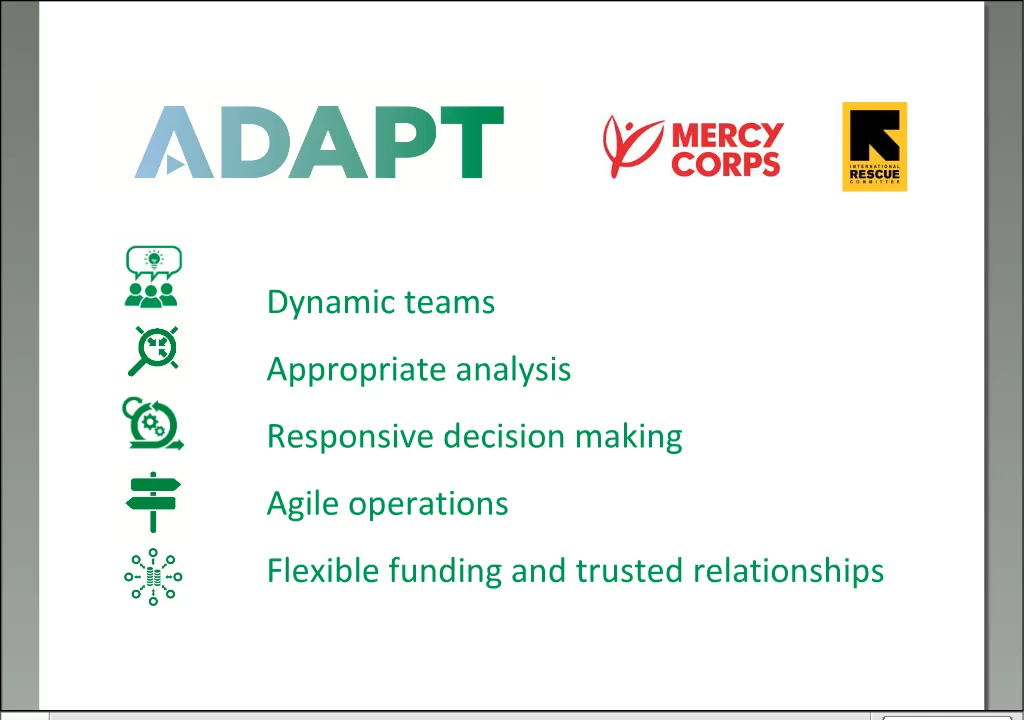 ADAPT
MERCY
CORPS
INTERNATIONAL
RESCUE
COMMITTEE
Dynamic teams
Appropriate analysis
Responsive decision making
Agile operations
Flexible funding and trusted relationships